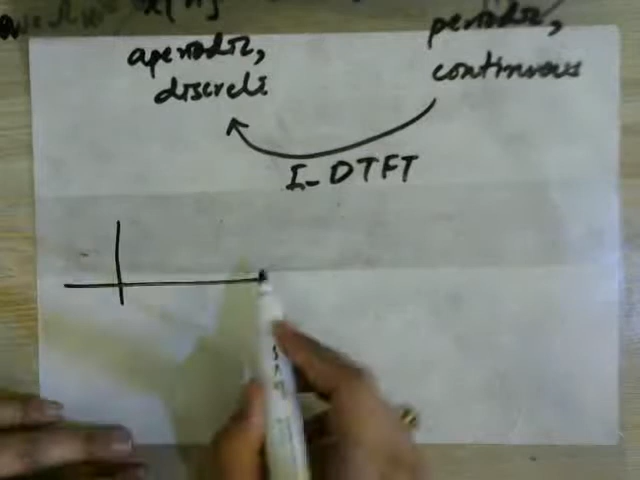 x[n]
aperiodic,
discrete
periodic,
continuous
I-DTFT